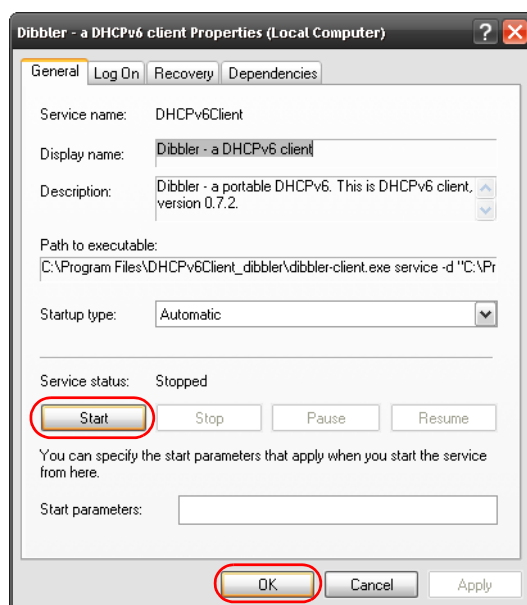 Dibbler - a DHCPv6 client Properties (Local Computer)
General Log On Recovery Dependencies
Service name: DHCPv6Client
Display name: Dibbler - a DHCPv6 client
Description: Dibbler - a portable DHCPv6. This is DHCPv6 client,
version 0.7.2.
Path to executable:
C:\Program Files\DHCPv6Client_dibbler\dibbler-client.exe service -d "C:\Pr
Startup type: Automatic
Service status: Stopped
Start Stop Pause Resume
You can specify the start parameters that apply when you start the service
from here.
Start parameters:
OK Cancel Apply